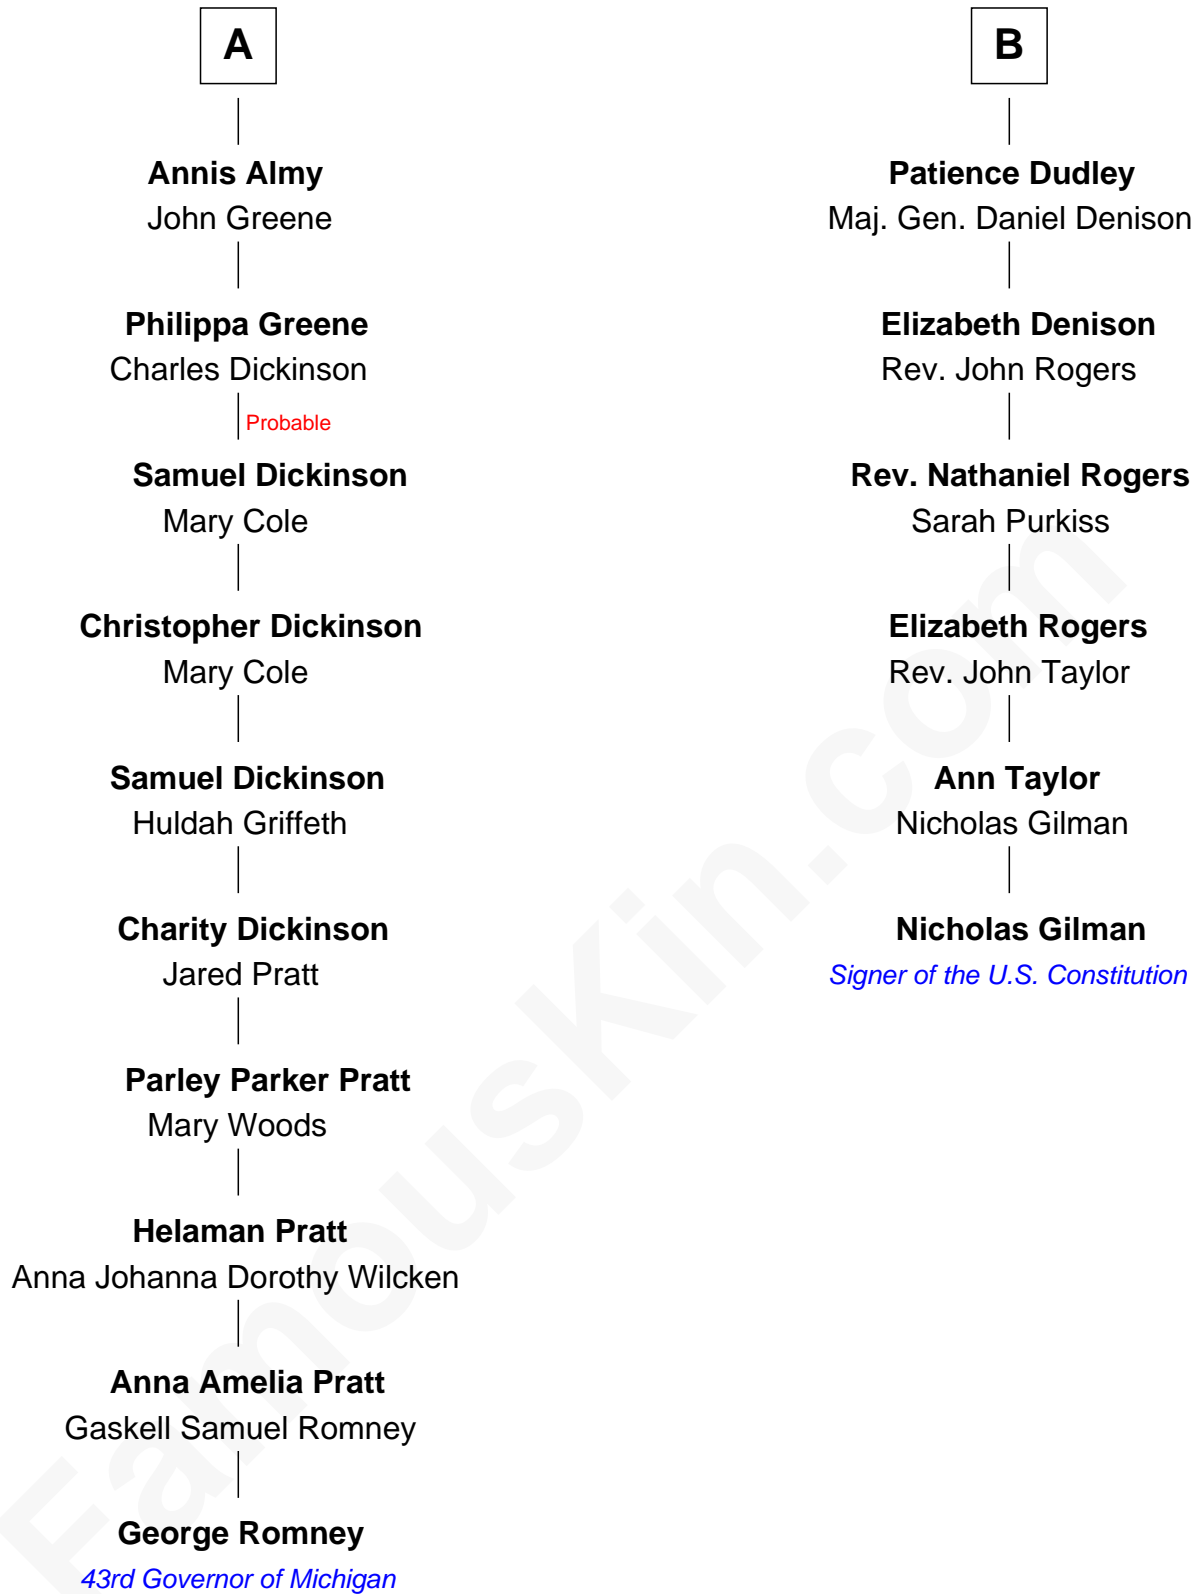 A
Annis Almy
John Greene
Philippa Greene
Charles Dickinson
Probable
Samuel Dickinson
Mary Cole
Christopher Dickinson
Mary Cole
Samuel Dickinson
Huldah Griffeth
Charity Dickinson
Jared Pratt
Parley Parker Pratt
Mary Woods
Helaman Pratt
Anna Johanna Dorothy Wilcken
Anna Amelia Pratt
Gaskell Samuel Romney
George Romney
43rd Governor of Michigan
B
Patience Dudley
Maj. Gen. Daniel Denison
Elizabeth Denison
Rev. John Rogers
Rev. Nathaniel Rogers
Sarah Purkiss
Elizabeth Rogers
Rev. John Taylor
Ann Taylor
Nicholas Gilman
Nicholas Gilman
Signer of the U.S. Constitution
FamousKin.com